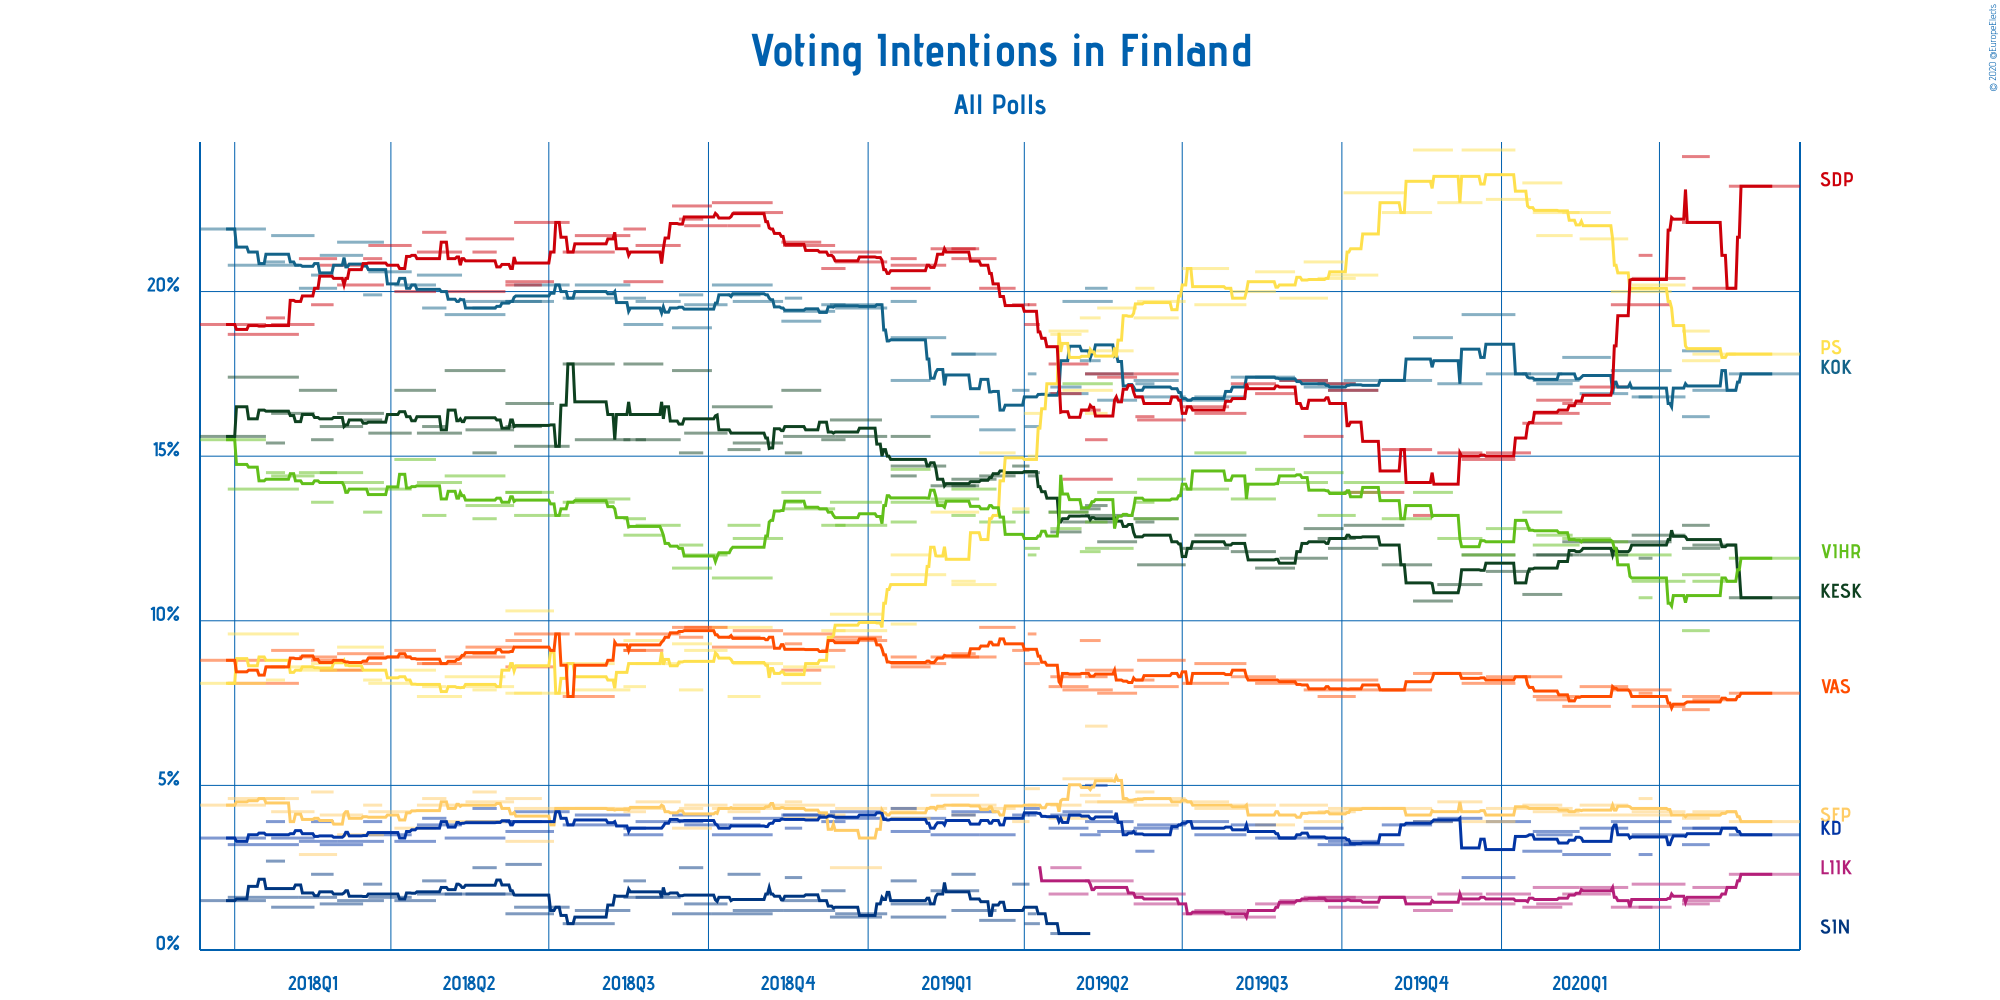 Voting Intentions in Finland
All Polls
© 2020 @EuropeElects
20%
15%
10%
5%
0%
SDP
PS
KOK
VIHR
KESK
VAS
SFP
KD
LIIK
SIN
2018Q1
2018Q2
2018Q3
2018Q4
2019Q1
2019Q2
2019Q3
2019Q4
2020Q1